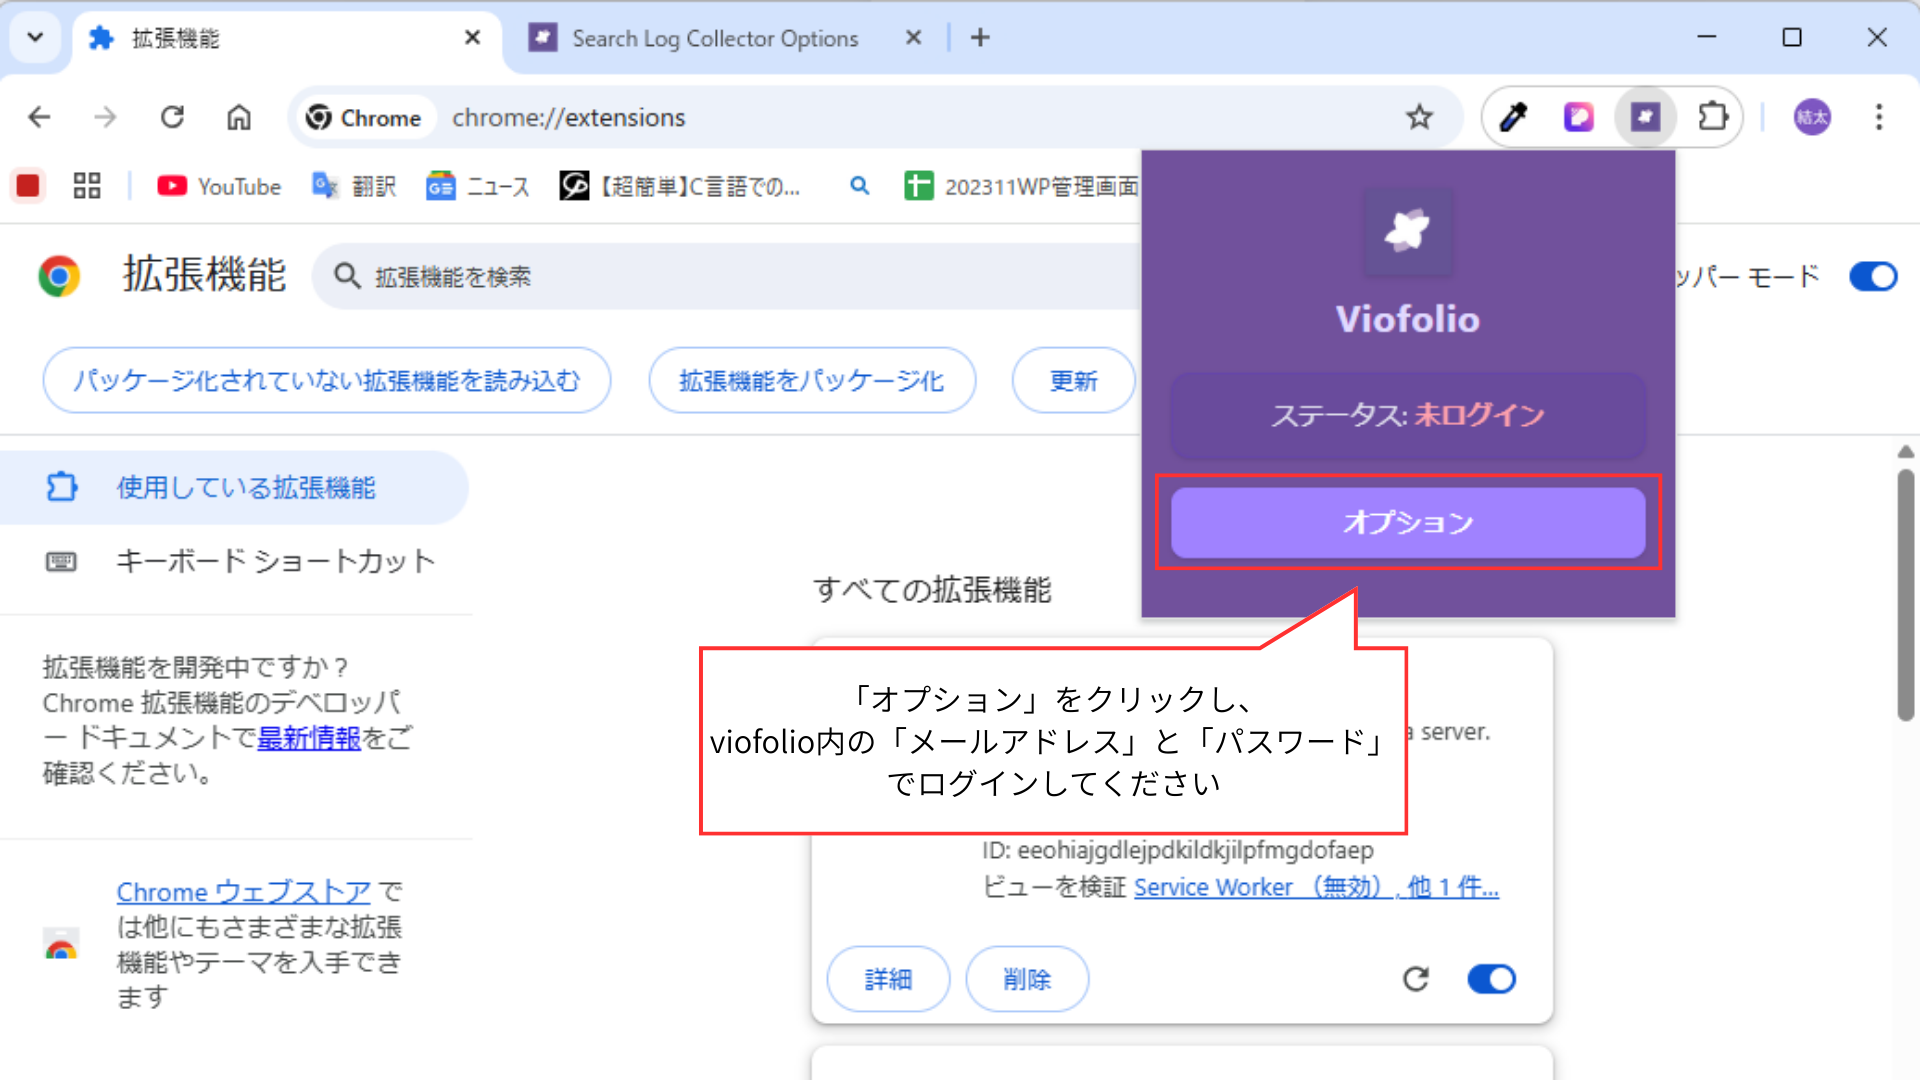 拡張機能
Search Log Collector Options
Chrome
chrome://extensions
結太
YouTube
翻訳
ニュース
【超簡単】C言語での...
202311WP管理画面
拡張機能
拡張機能を検索
ッパー モード
パッケージ化されていない拡張機能を読み込む
拡張機能をパッケージ化
更新
Viofolio
ステータス: 未ログイン
オプション
使用している拡張機能
キーボード ショートカット
すべての拡張機能
拡張機能を開発中ですか？
Chrome 拡張機能のデベロッパ
ー ドキュメントで最新情報をご
確認ください。
「オプション」をクリックし、
viofolio内の「メールアドレス」と「パスワード」
でログインしてください
a server.
ID: eeohiajgdlejpdkildkjilpfmgdofaep
ビューを検証 Service Worker （無効）, 他 1 件...
Chrome ウェブストア で
は他にもさまざまな拡張
機能やテーマを入手でき
ます
詳細
削除